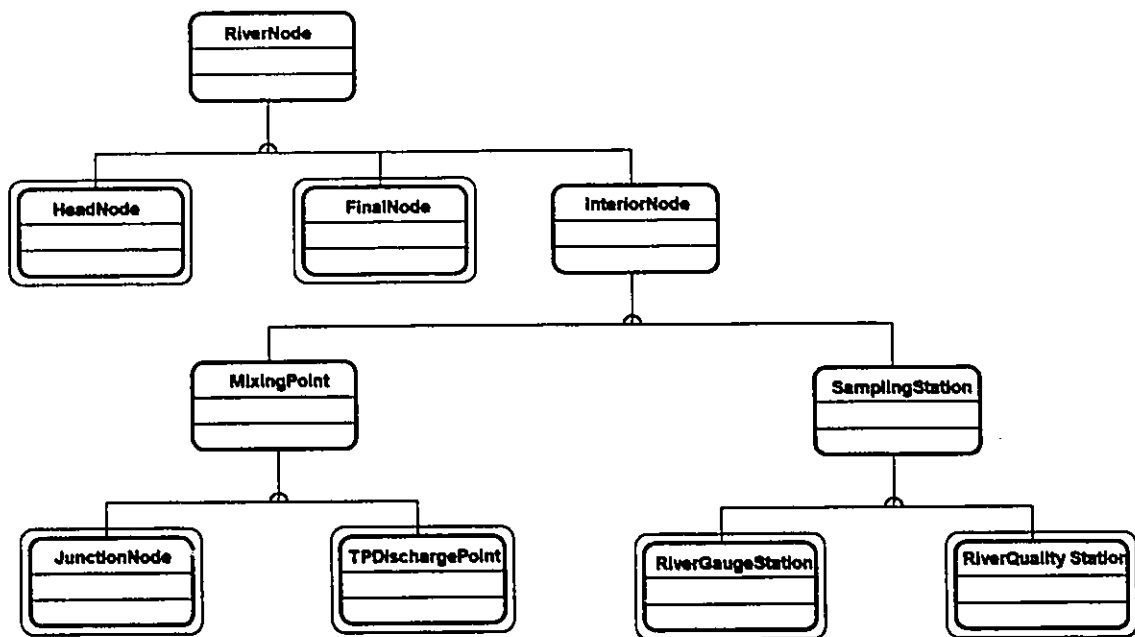 RiverNode
HeadNode
FinalNode
InteriorNode
MixingPoint
SamplingStation
JunctionNode
TPDischargePoint
RiverGaugeStation
RiverQuality Station